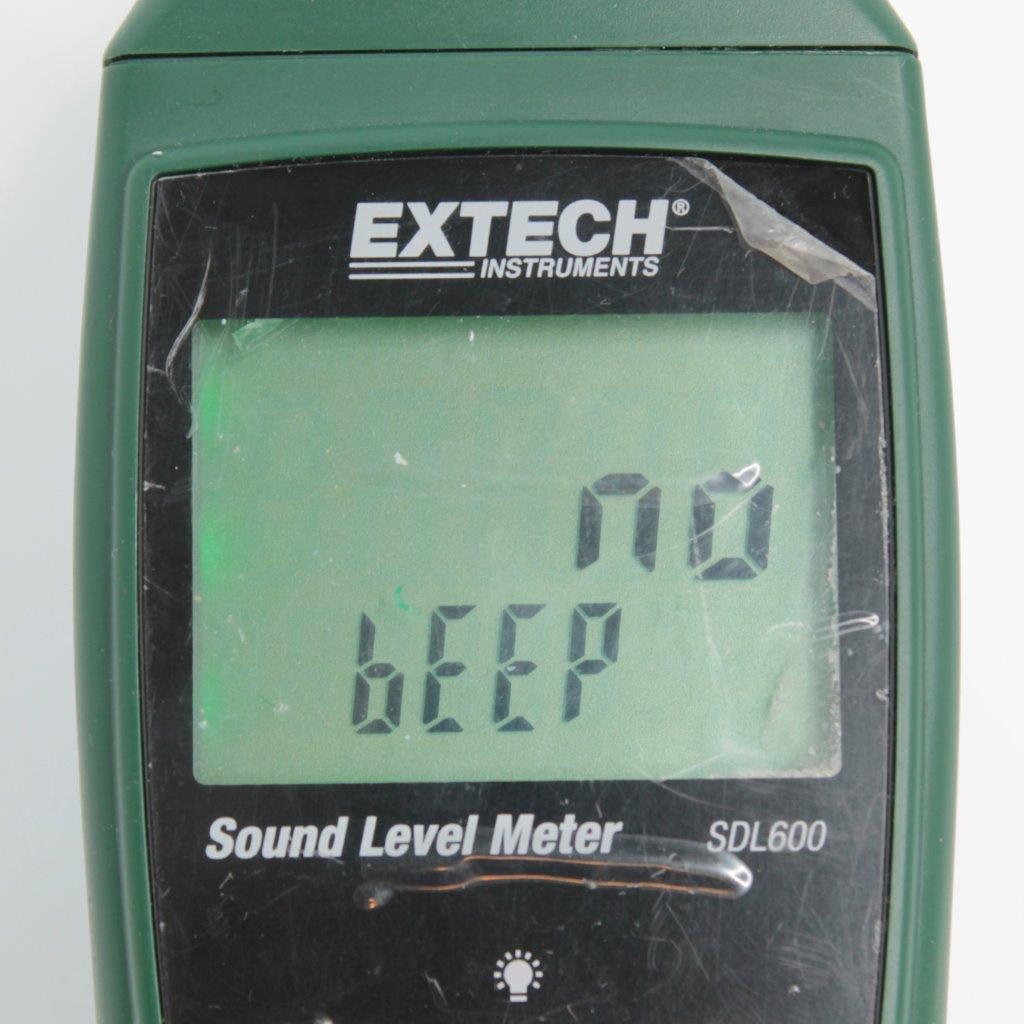 EXTECH®
INSTRUMENTS
no
bEEP
Sound Level Meter SDL600